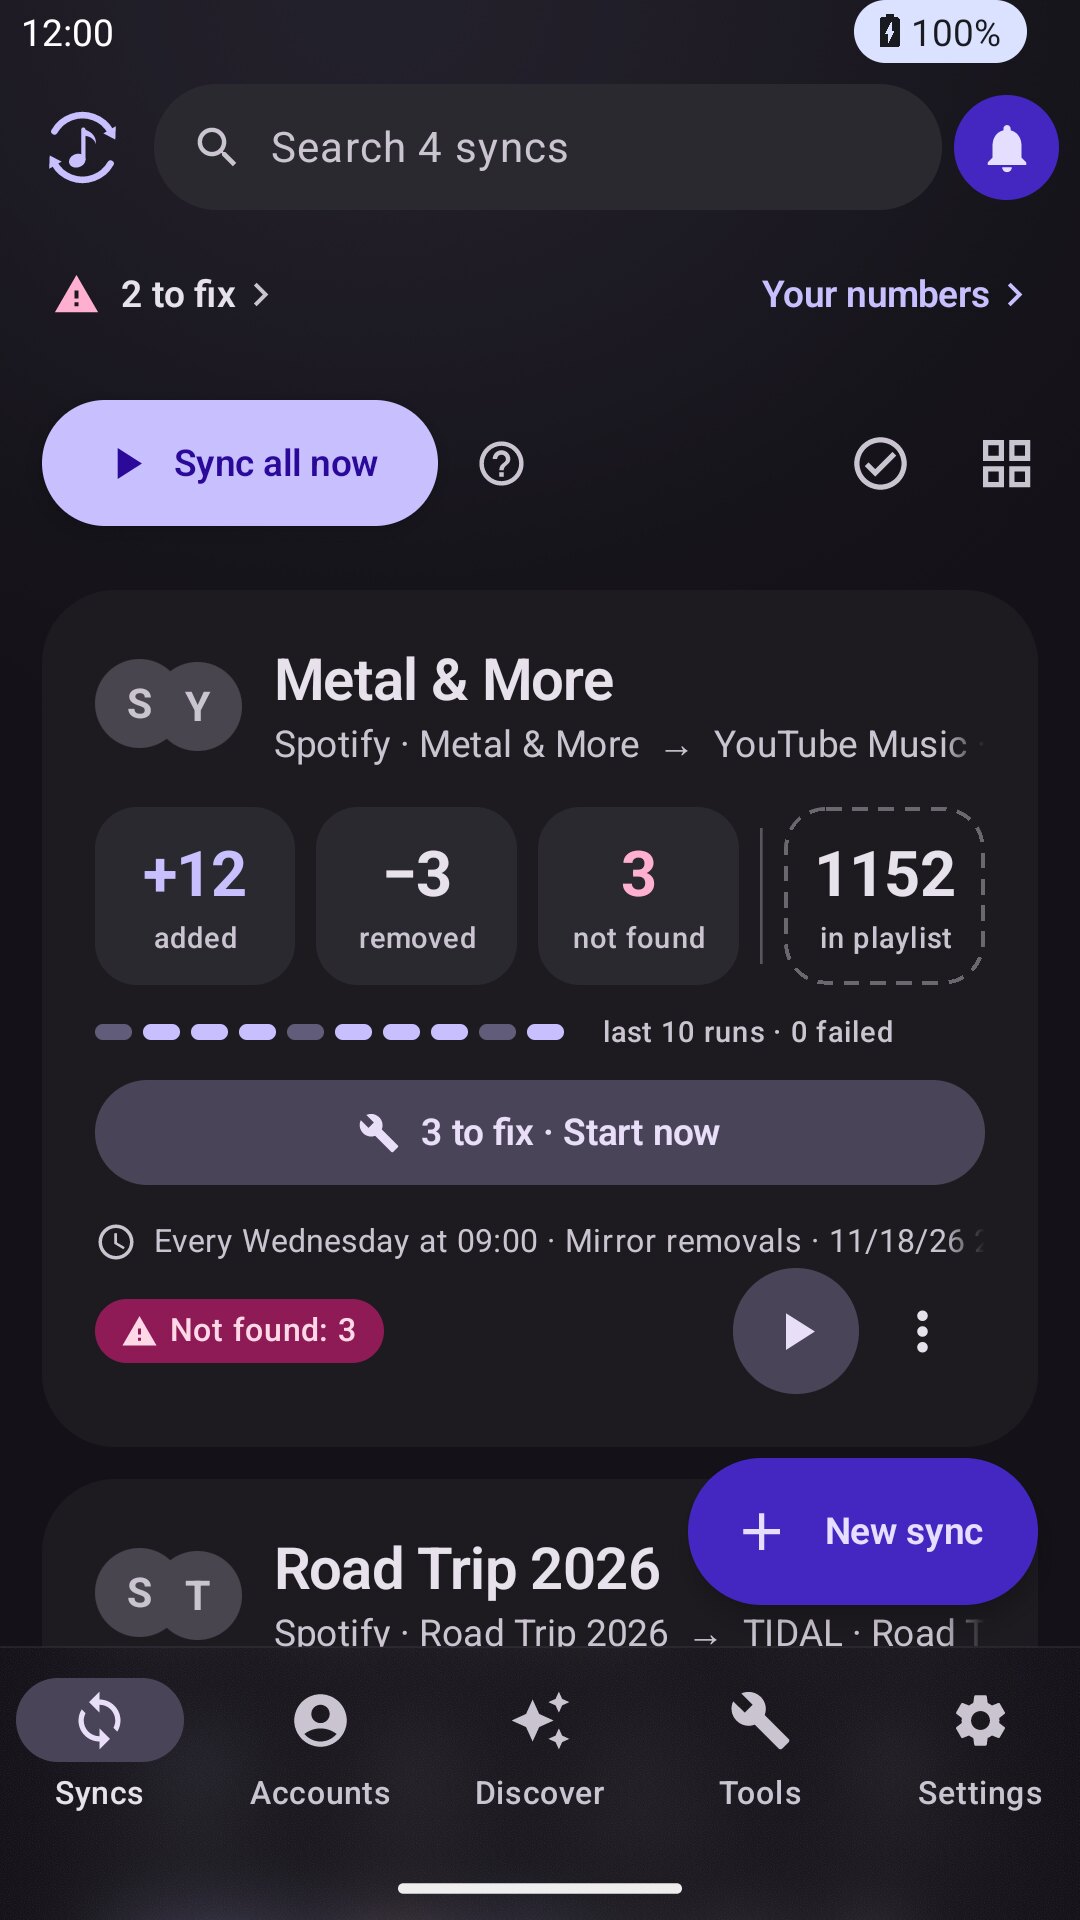 12:00
100%
Search 4 syncs
2 to fix
Your numbers
Sync all now
S Y
Metal & More
Spotify · Metal & More → YouTube Music
+12
added
−3
removed
3
not found
1152
in playlist
last 10 runs · 0 failed
3 to fix · Start now
Every Wednesday at 09:00 · Mirror removals · 11/18/26
Not found: 3
New sync
S T
Road Trip 2026
Spotify · Road Trip 2026 → TIDAL · Road
Syncs
Accounts
Discover
Tools
Settings